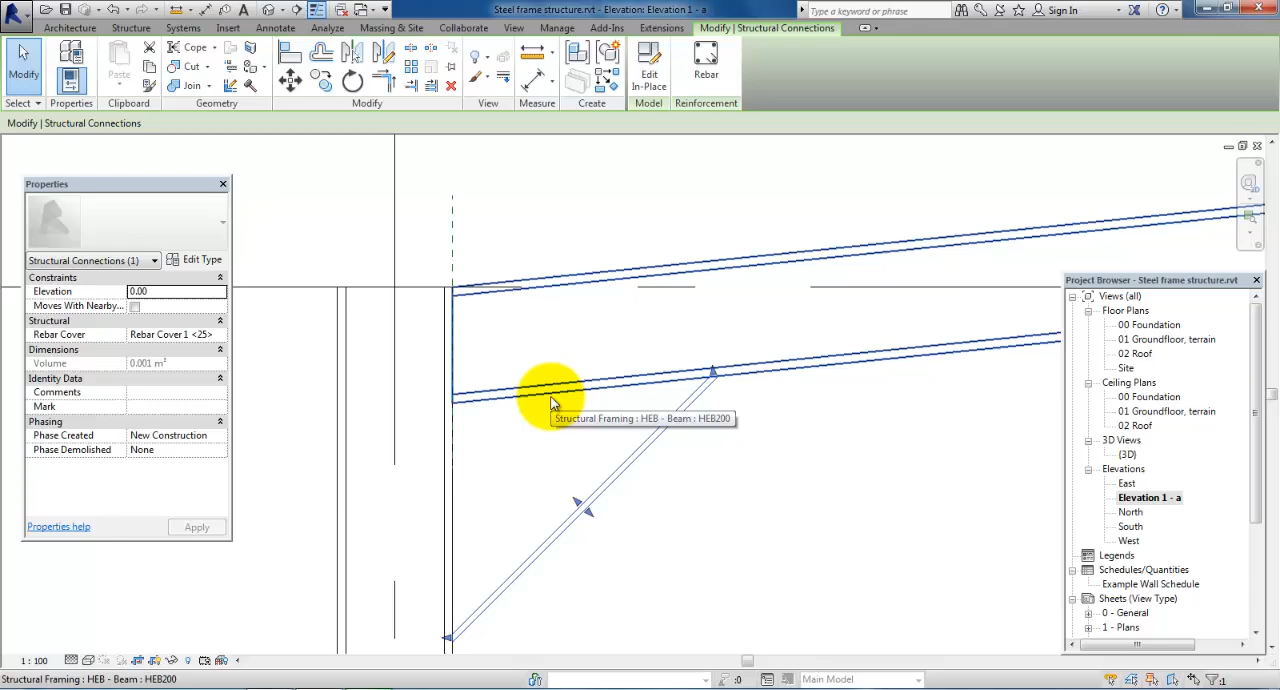 Steel frame structure.rvt - Elevation: Elevation 1 - a
Type a keyword or phrase
Sign In
Architecture
Structure
Systems
Insert
Annotate
Analyze
Massing & Site
Collaborate
View
Manage
Add-Ins
Extensions
Modify | Structural Connections
Modify
Paste
Cope
Cut
Join
Edit
In-Place
Rebar
Select
Properties
Clipboard
Geometry
Modify
View
Measure
Create
Model
Reinforcement
Modify | Structural Connections
Properties
Structural Connections (1)
Edit Type
Constraints
Elevation 0.00
Moves With Nearby...
Structural
Rebar Cover Rebar Cover 1 <25>
Dimensions
Volume 0.001 m³
Identity Data
Comments
Mark
Phasing
Phase Created New Construction
Phase Demolished None
Properties help
Apply
Structural Framing : HEB - Beam : HEB200
Project Browser - Steel frame structure.rvt
Views (all)
Floor Plans
00 Foundation
01 Groundfloor, terrain
02 Roof
Site
Ceiling Plans
00 Foundation
01 Groundfloor, terrain
02 Roof
3D Views
(3D)
Elevations
East
Elevation 1 - a
North
South
West
Legends
Schedules/Quantities
Example Wall Schedule
Sheets (View Type)
0 - General
1 - Plans
1 : 100
Structural Framing : HEB - Beam : HEB200
:0
Main Model
:1